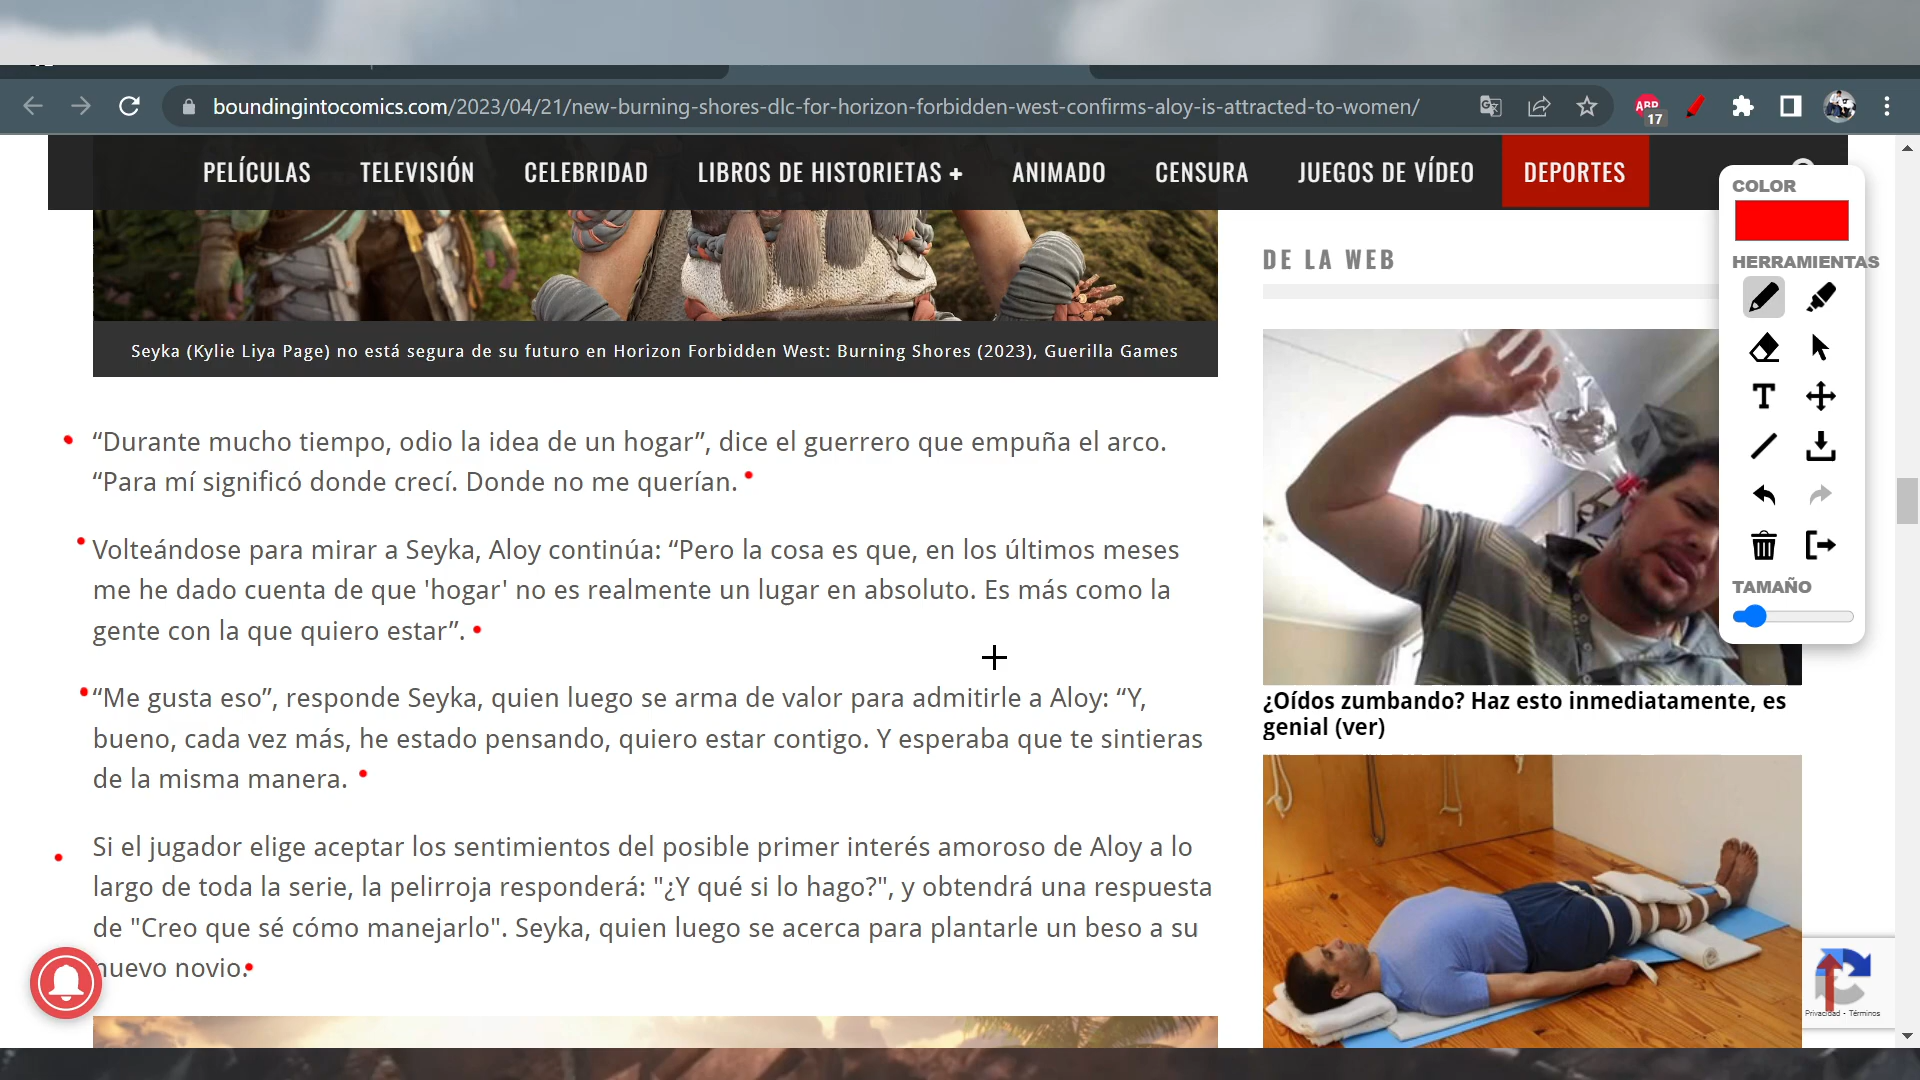 boundingintocomics.com/2023/04/21/new-burning-shores-dlc-for-horizon-forbidden-west-confirms-aloy-is-attracted-to-women/
ABP
17
PELÍCULAS TELEVISIÓN CELEBRIDAD LIBROS DE HISTORIETAS + ANIMADO CENSURA JUEGOS DE VÍDEO DEPORTES
Seyka (Kylie Liya Page) no está segura de su futuro en Horizon Forbidden West: Burning Shores (2023), Guerilla Games
“Durante mucho tiempo, odio la idea de un hogar”, dice el guerrero que empuña el arco.
“Para mí significó donde crecí. Donde no me querían.
Volteándose para mirar a Seyka, Aloy continúa: “Pero la cosa es que, en los últimos meses
me he dado cuenta de que 'hogar' no es realmente un lugar en absoluto. Es más como la
gente con la que quiero estar”.
“Me gusta eso”, responde Seyka, quien luego se arma de valor para admitirle a Aloy: “Y,
bueno, cada vez más, he estado pensando, quiero estar contigo. Y esperaba que te sintieras
de la misma manera.
Si el jugador elige aceptar los sentimientos del posible primer interés amoroso de Aloy a lo
largo de toda la serie, la pelirroja responderá: "¿Y qué si lo hago?", y obtendrá una respuesta
de "Creo que sé cómo manejarlo". Seyka, quien luego se acerca para plantarle un beso a su
nuevo novio.
DE LA WEB
¿Oídos zumbando? Haz esto inmediatamente, es
genial (ver)
COLOR
HERRAMIENTAS
T
TAMAÑO
Privacidad - Términos